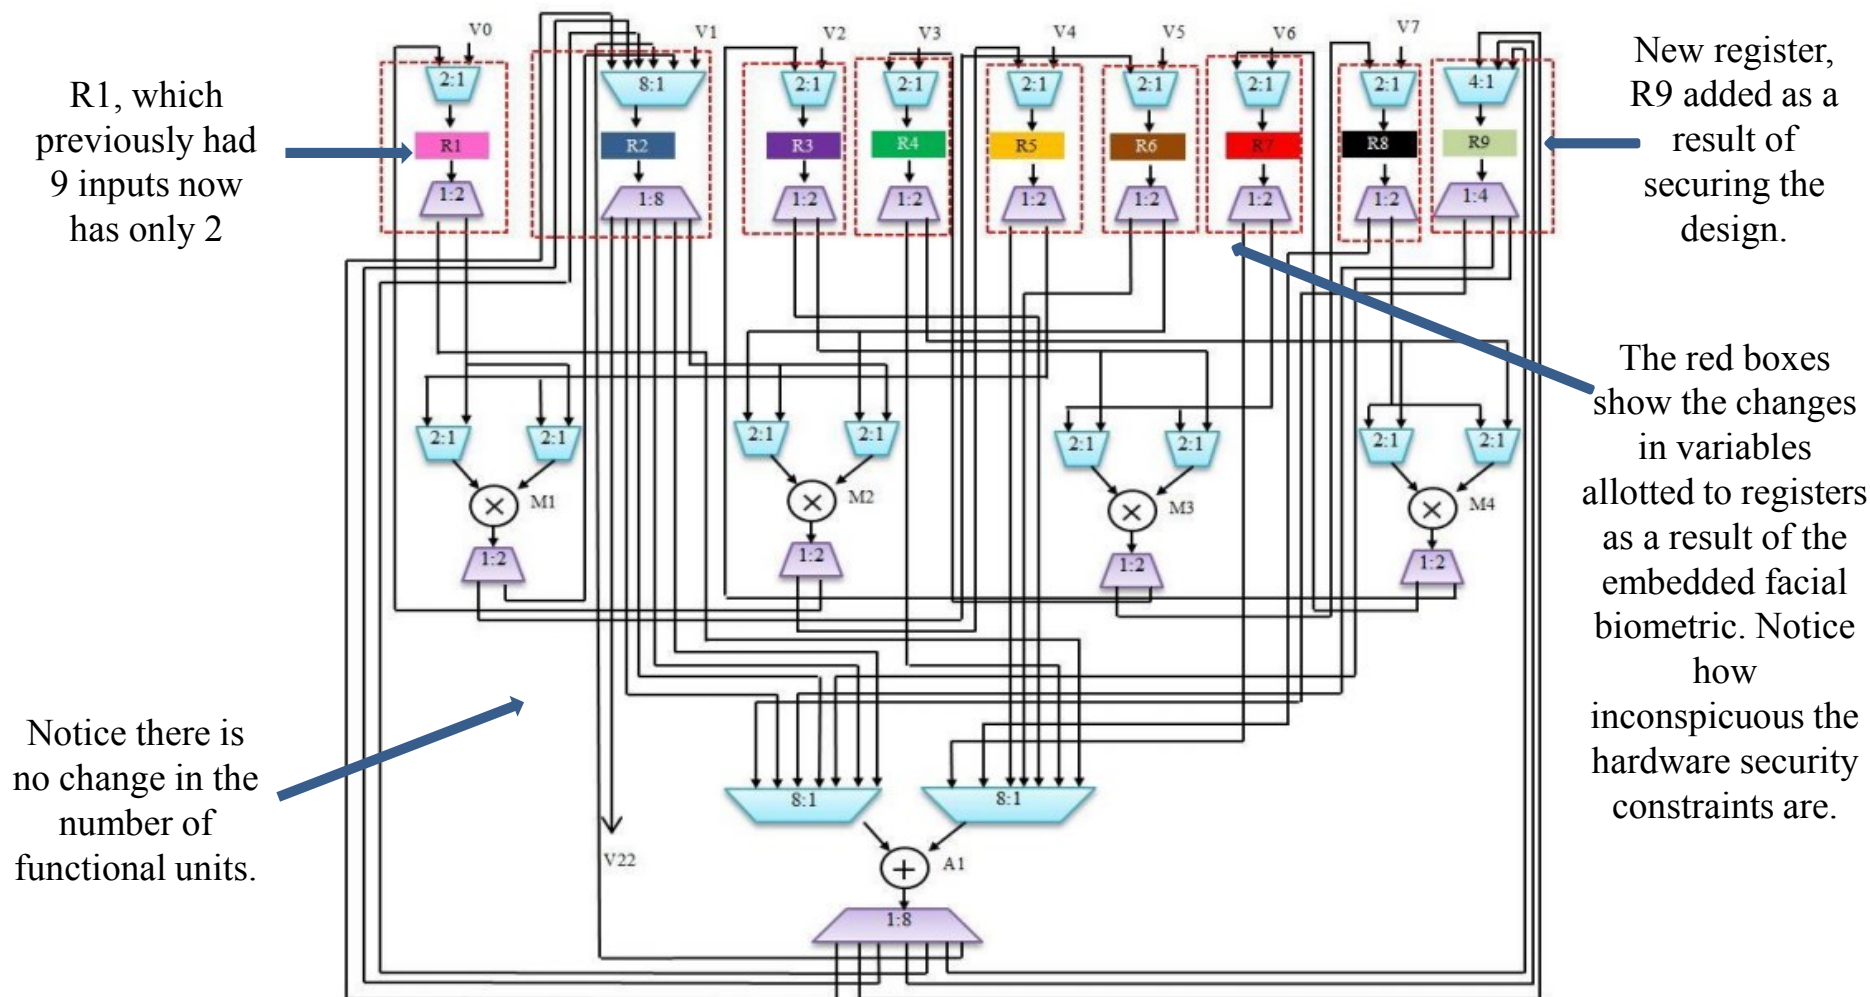 V0
V1
V2
V3
V4
V5
V6
V7
R1, which
previously had
9 inputs now
has only 2
New register,
R9 added as a
result of
securing the
design.
2:1
8:1
2:1
2:1
2:1
2:1
2:1
2:1
4:1
R1
R2
R3
R4
R5
R6
R7
R8
R9
1:2
1:8
1:2
1:2
1:2
1:2
1:2
1:2
1:4
The red boxes
show the changes
in variables
allotted to registers
as a result of the
embedded facial
biometric. Notice
how
inconspicuous the
hardware security
constraints are.
2:1
2:1
2:1
2:1
2:1
2:1
2:1
2:1
M1
M2
M3
M4
1:2
1:2
1:2
1:2
Notice there is
no change in the
number of
functional units.
8:1
8:1
V22
A1
1:8